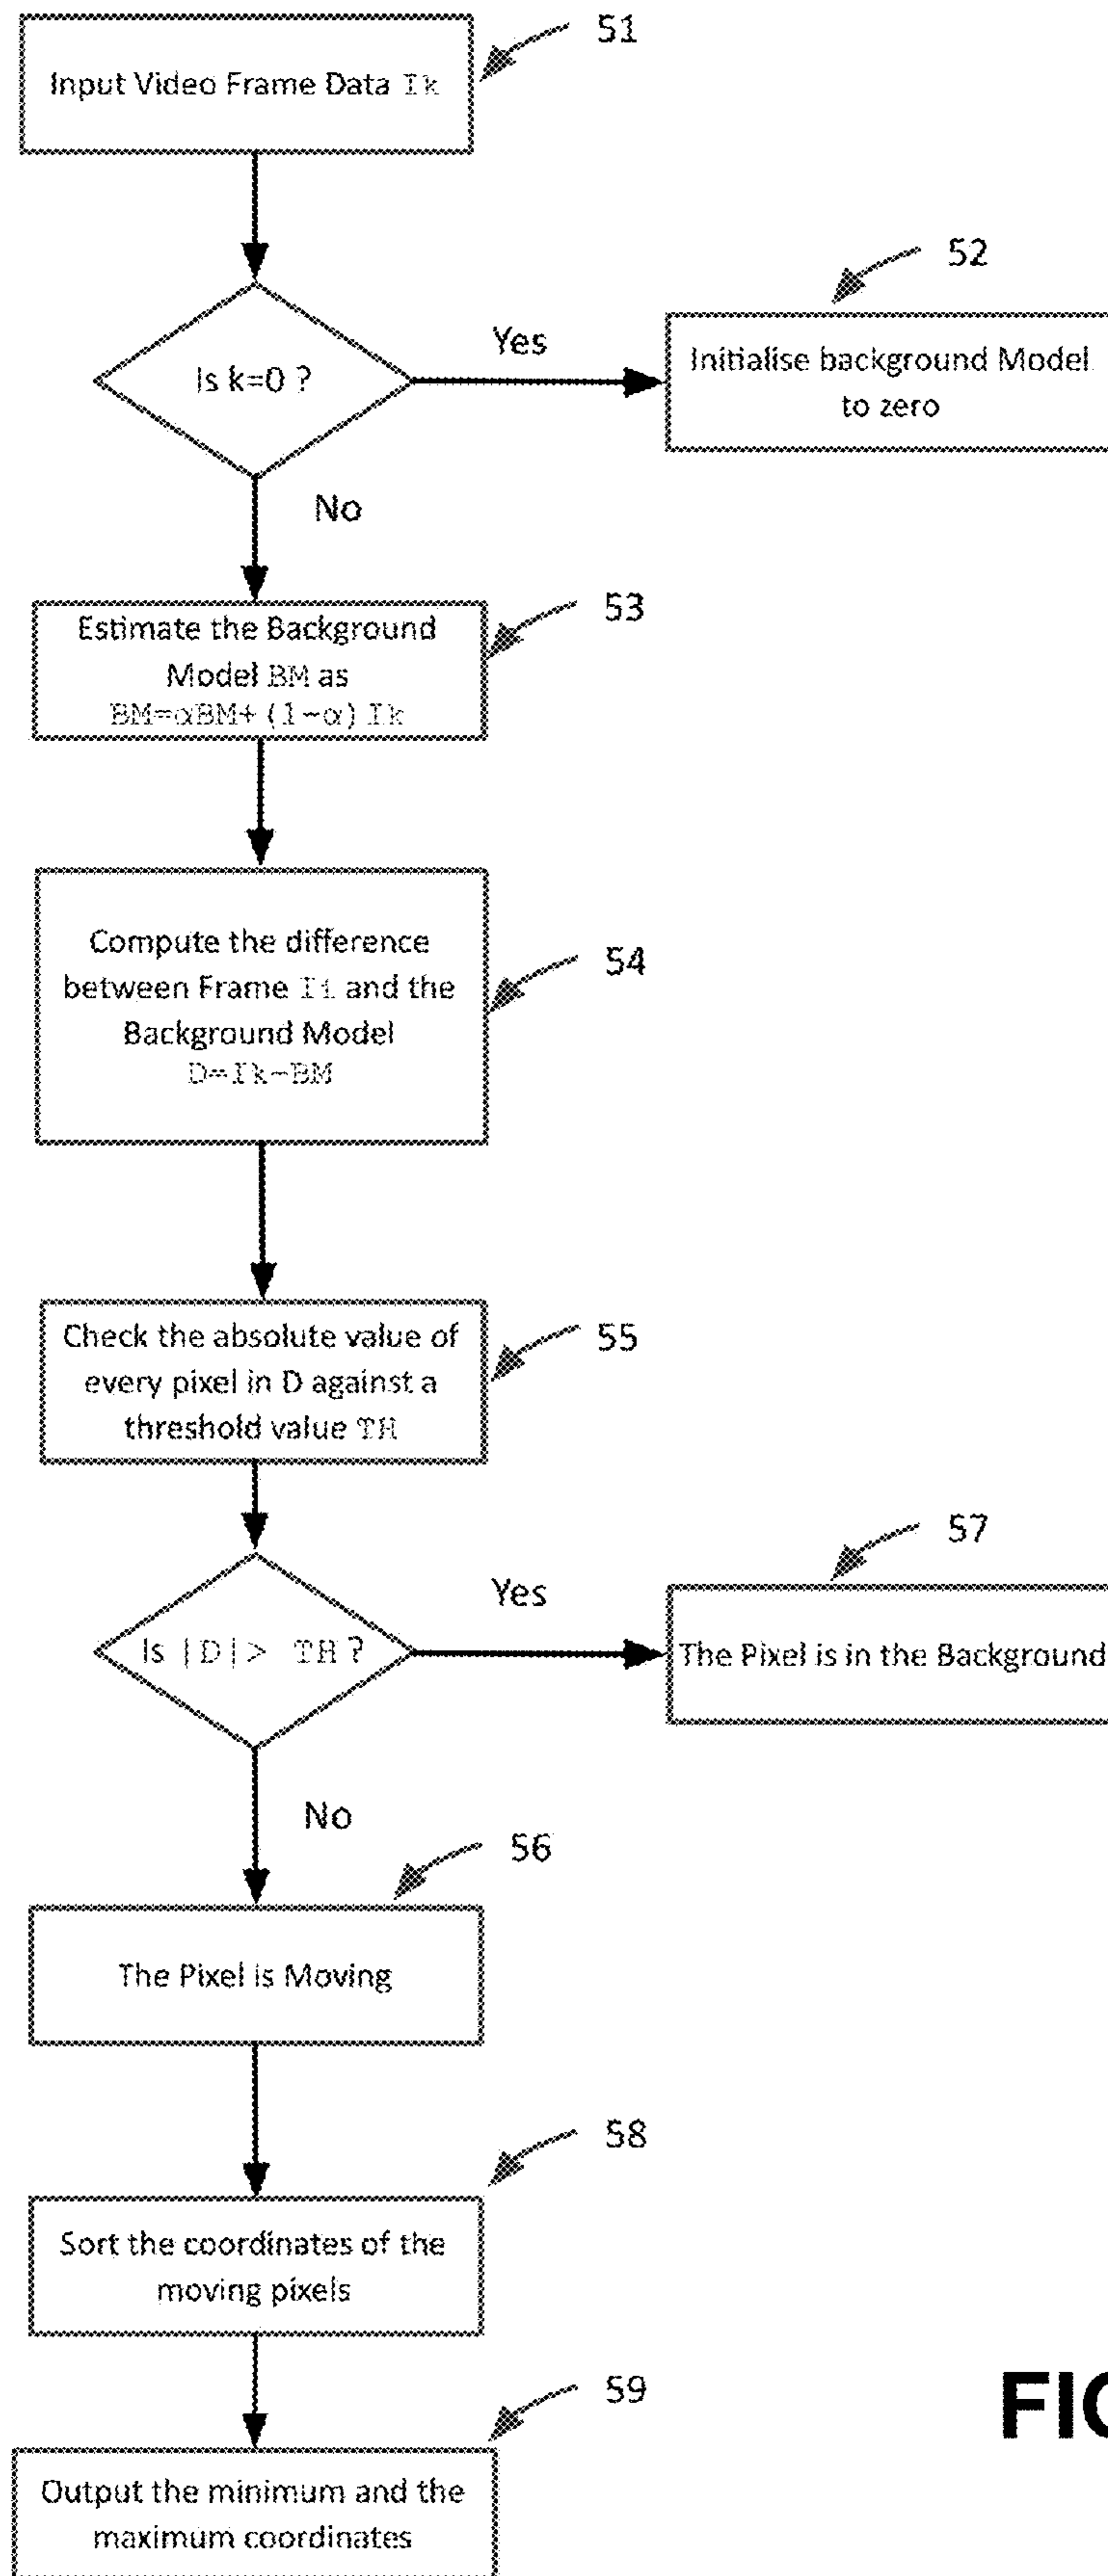 51
Input Video Frame Data Ik
52
Is k=0 ?
Yes
Initialise background Model
to zero
No
53
Estimate the Background
Model BM as
BM=αBM+(1-α)Ik
54
Compute the difference
between Frame Ii and the
Background Model
D=Ik-BM
55
Check the absolute value of
every pixel in D against a
threshold value TH
57
Is |D|> TH ?
Yes
The Pixel is in the Background
No
56
The Pixel is Moving
58
Sort the coordinates of the
moving pixels
59
Output the minimum and the
maximum coordinates